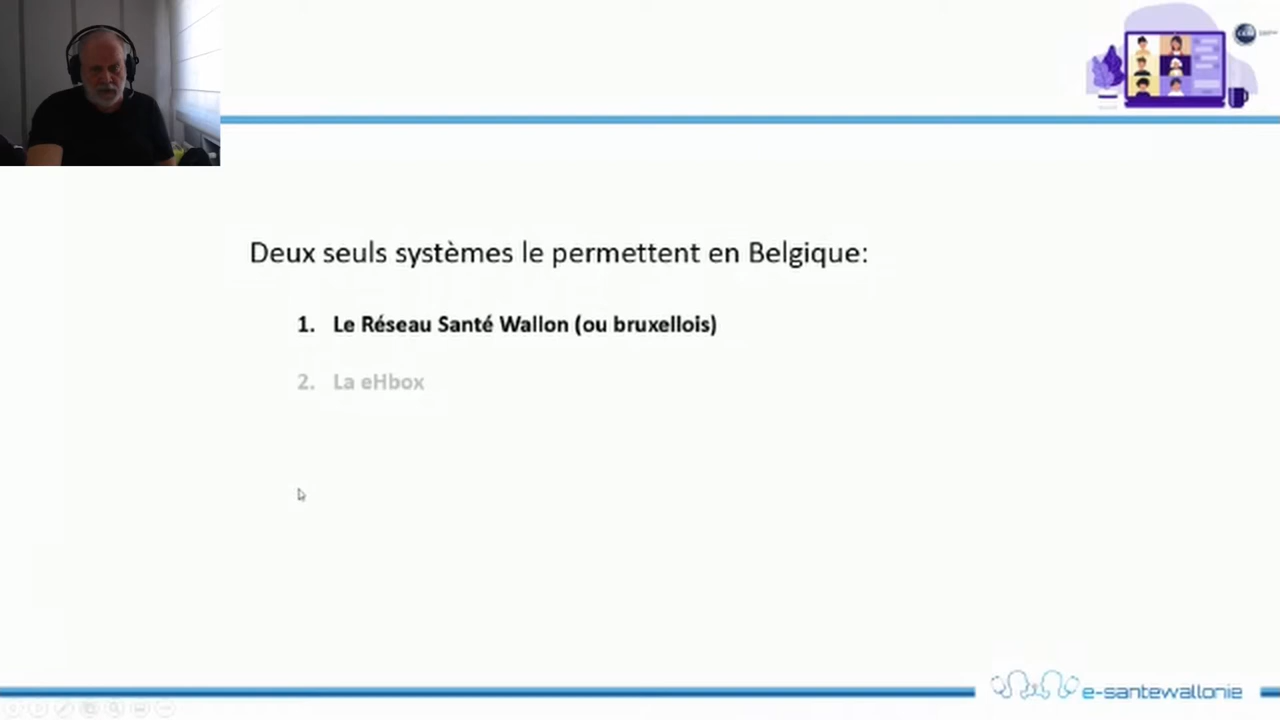 Deux seuls systèmes le permettent en Belgique:
1. Le Réseau Santé Wallon (ou bruxellois)
2. La eHbox
e-santewallonie